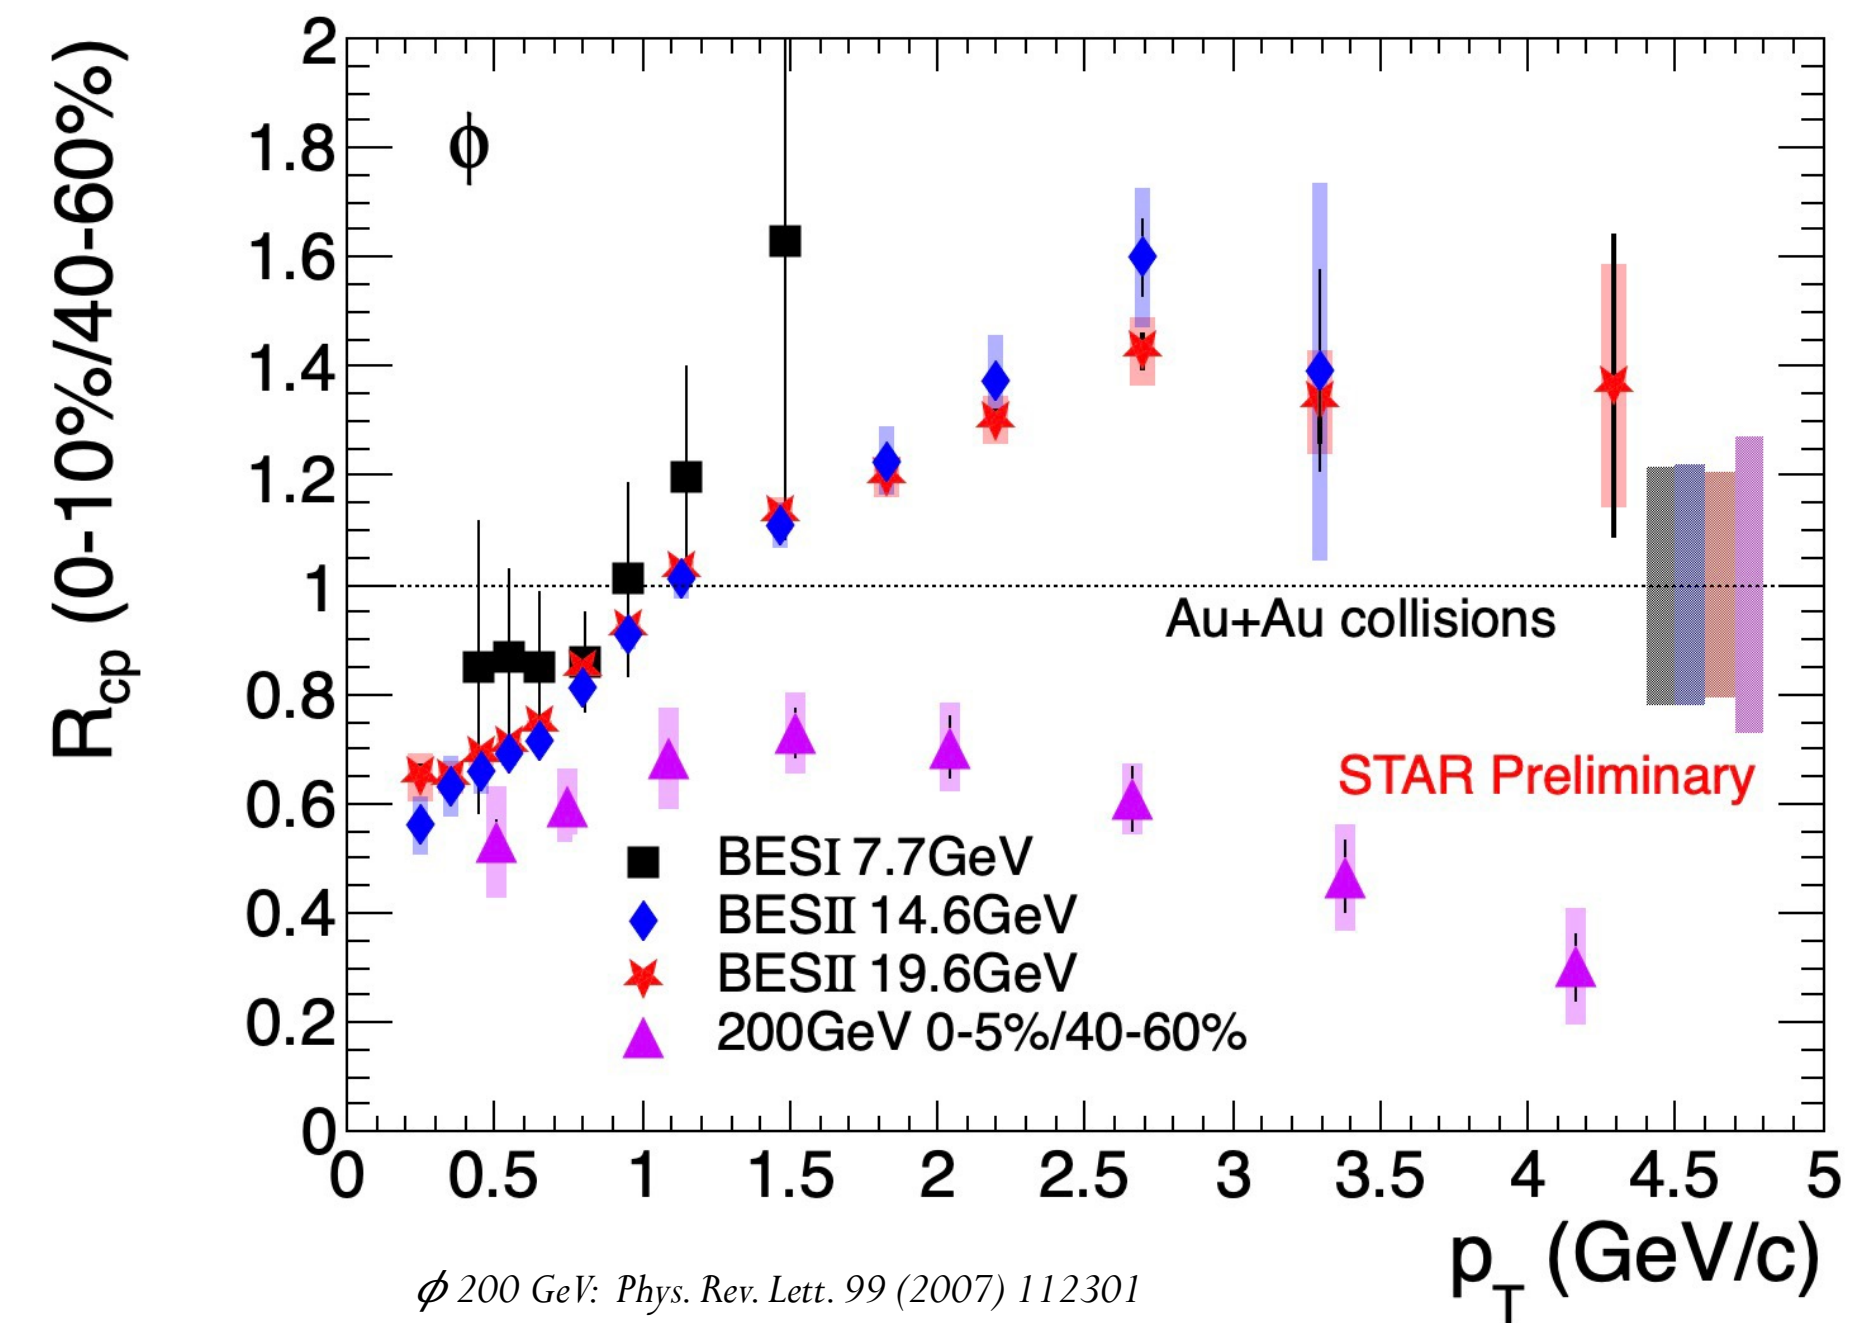 R_cp (0-10%/40-60%)
2
1.8
1.6
1.4
1.2
1
0.8
0.6
0.4
0.2
0
ϕ
Au+Au collisions
STAR Preliminary
BESI 7.7GeV
BESII 14.6GeV
BESII 19.6GeV
200GeV 0-5%/40-60%
0 0.5 1 1.5 2 2.5 3 3.5 4 4.5 5
p_T (GeV/c)
ϕ 200 GeV: Phys. Rev. Lett. 99 (2007) 112301